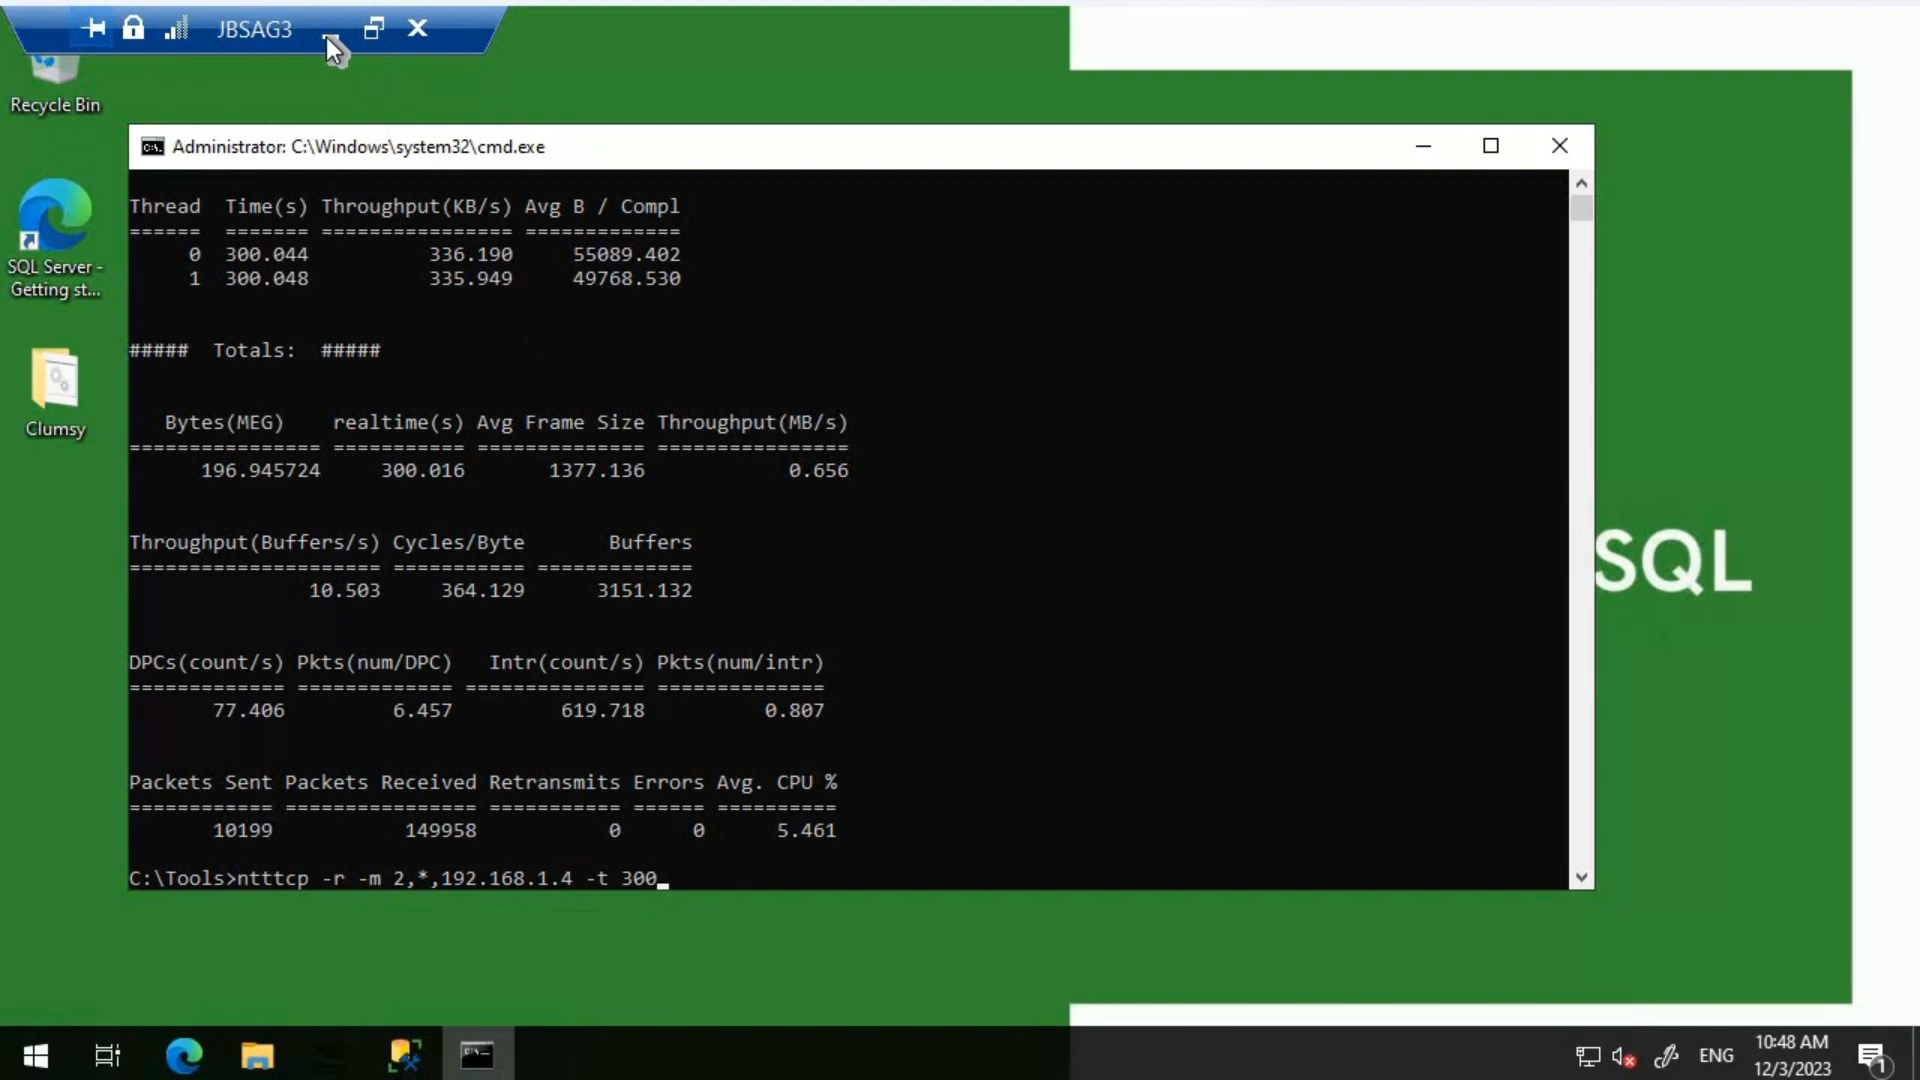 JBSAG3
Recycle Bin
Administrator: C:\Windows\system32\cmd.exe
Thread Time(s) Throughput(KB/s) Avg B / Compl
====== ======= ================ =============
0 300.044 336.190 55089.402
1 300.048 335.949 49768.530
SQL Server -
Getting st...
##### Totals: #####
Clumsy
Bytes(MEG) realtime(s) Avg Frame Size Throughput(MB/s)
================ =========== ============== ================
196.945724 300.016 1377.136 0.656
Throughput(Buffers/s) Cycles/Byte Buffers
===================== =========== =============
10.503 364.129 3151.132
SQL
DPCs(count/s) Pkts(num/DPC) Intr(count/s) Pkts(num/intr)
============= ============= =============== ==============
77.406 6.457 619.718 0.807
Packets Sent Packets Received Retransmits Errors Avg. CPU %
============ ================ =========== ====== ==========
10199 149958 0 0 5.461
C:\Tools>ntttcp -r -m 2,*,192.168.1.4 -t 300_
ENG
10:48 AM
12/3/2023
1